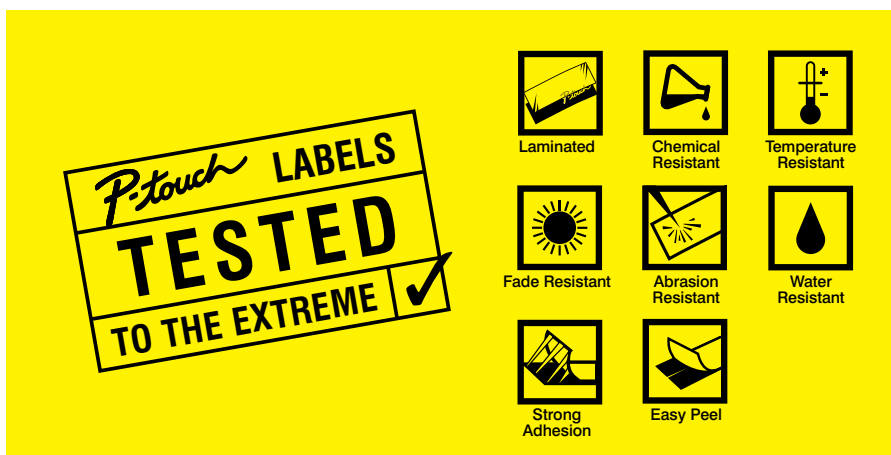 P-touch LABELS
TESTED
TO THE EXTREME
P-touch
Laminated
Chemical
Resistant
Temperature
Resistant
Fade Resistant
Abrasion
Resistant
Water
Resistant
Strong
Adhesion
Easy Peel